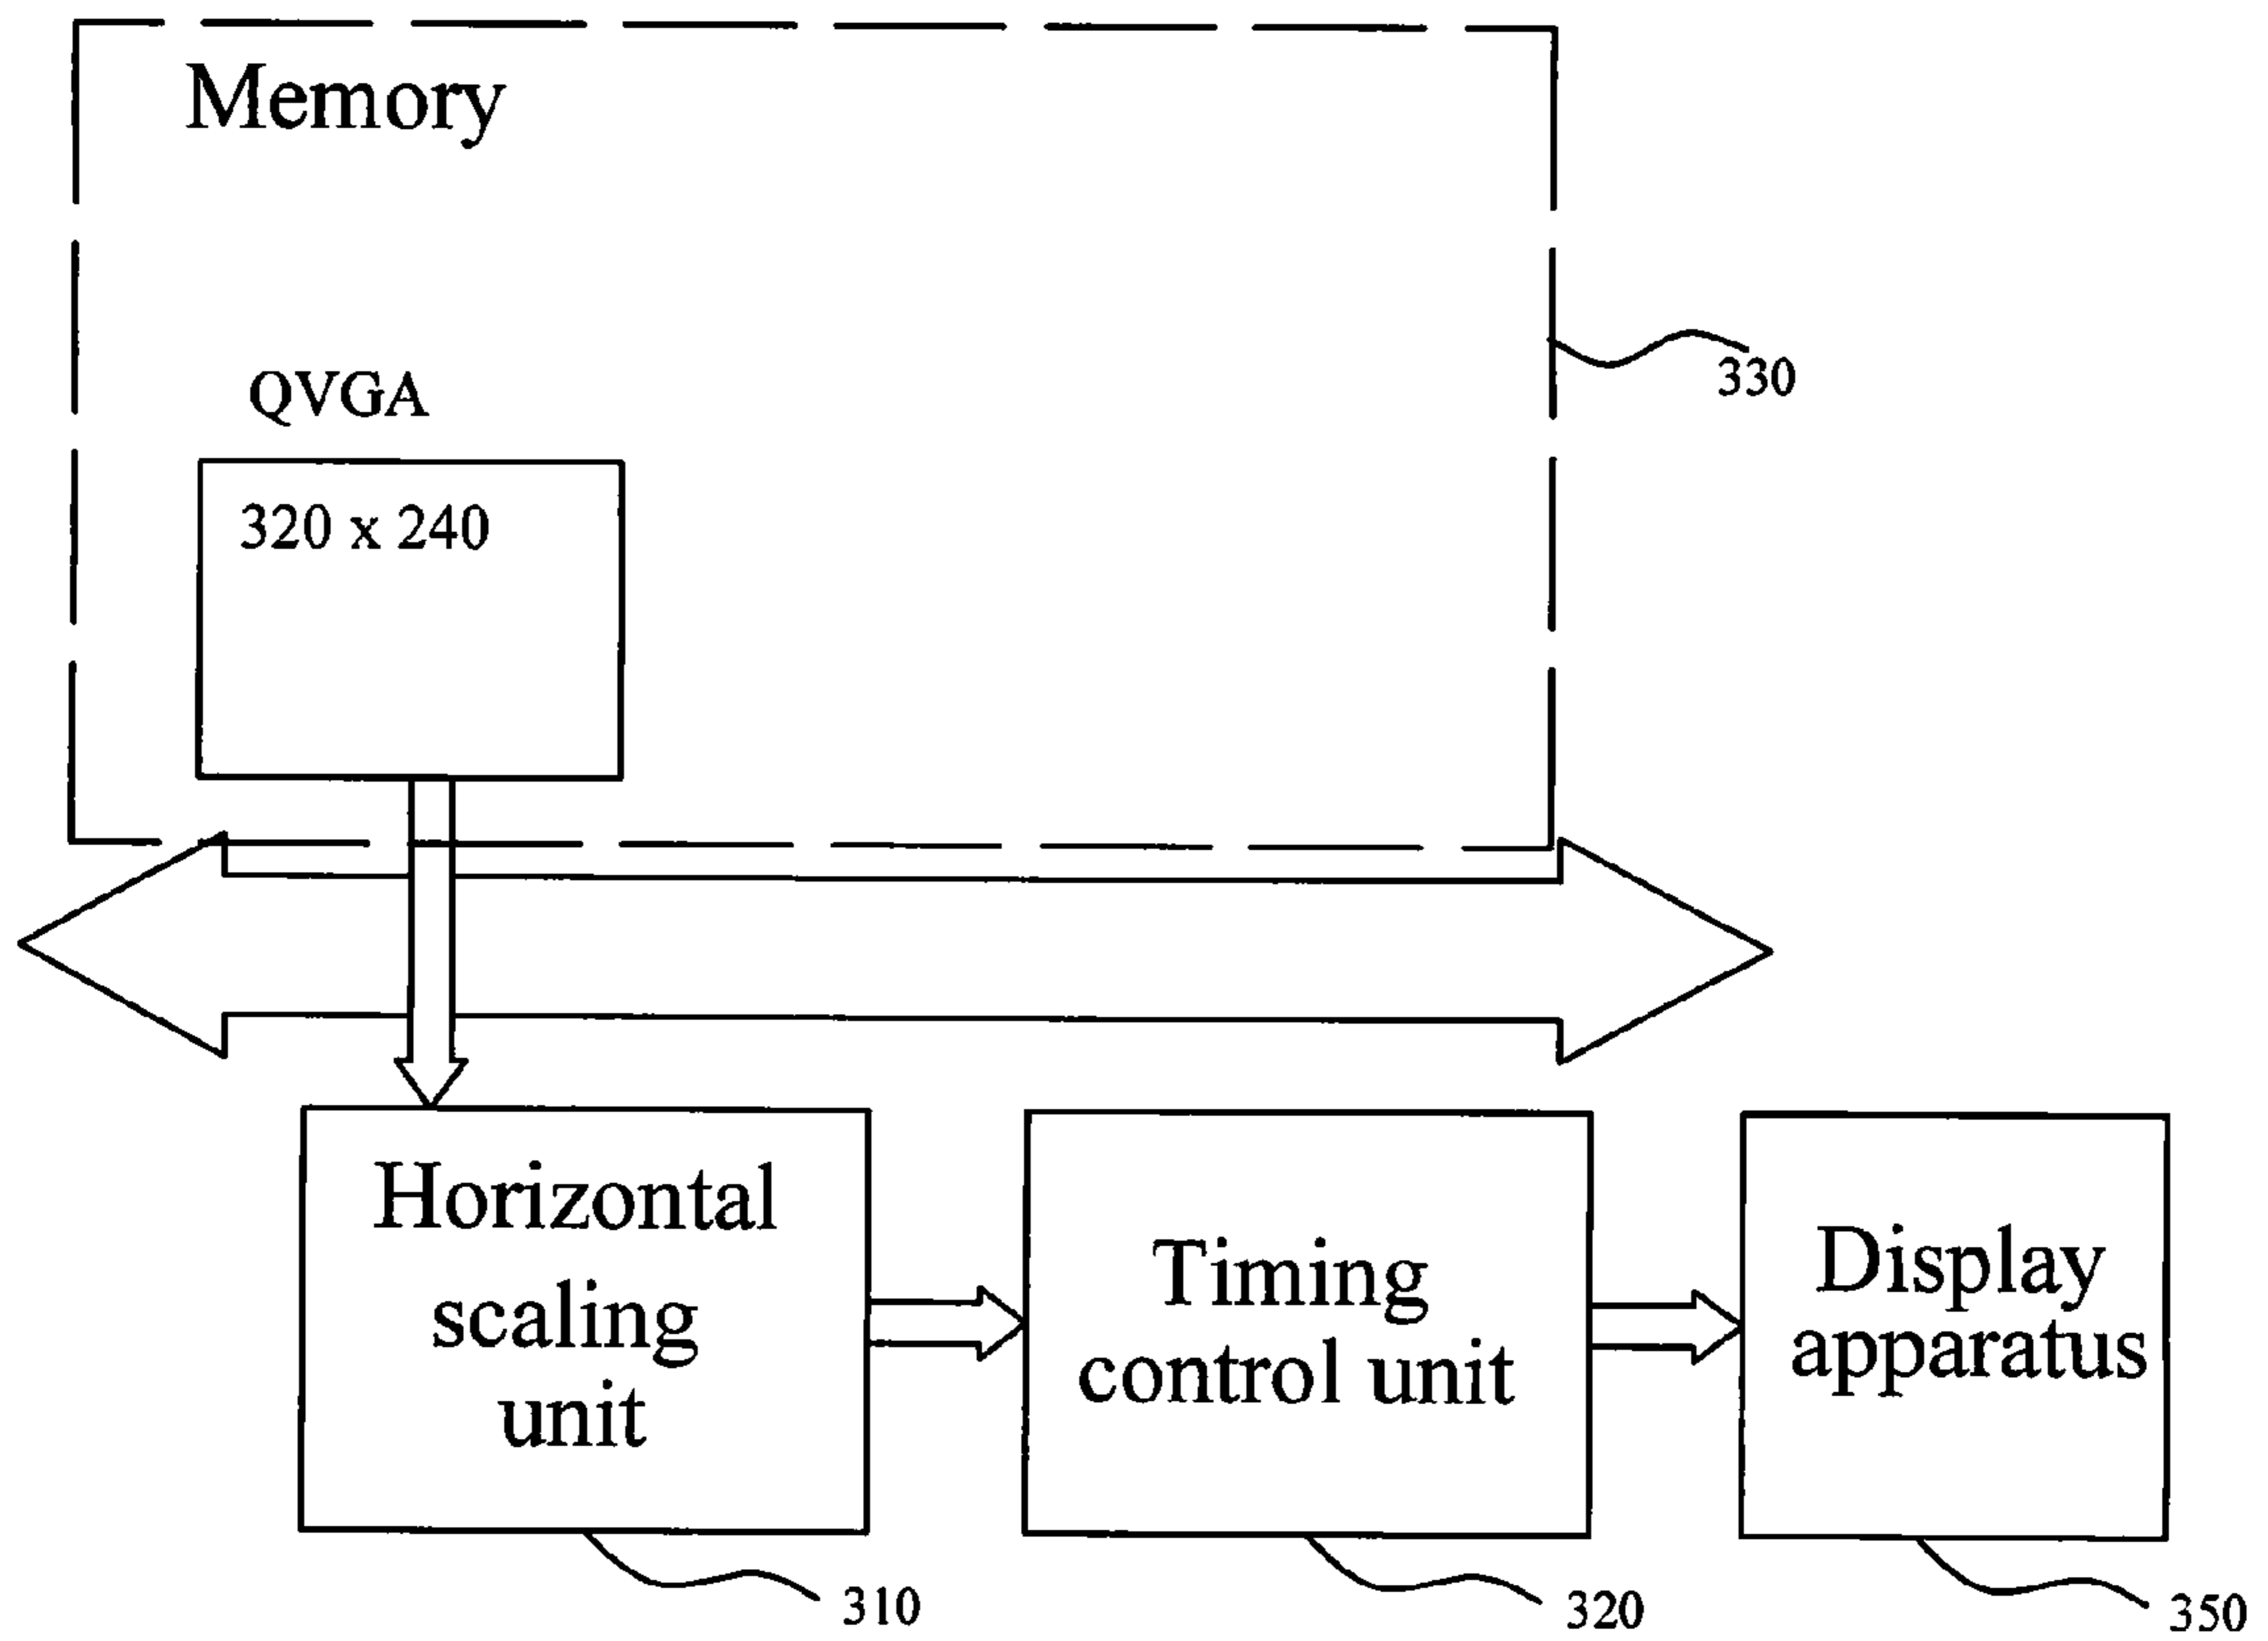 Memory
330
QVGA
320 x 240
Horizontal
scaling
unit
Timing
control unit
Display
apparatus
310
320
350